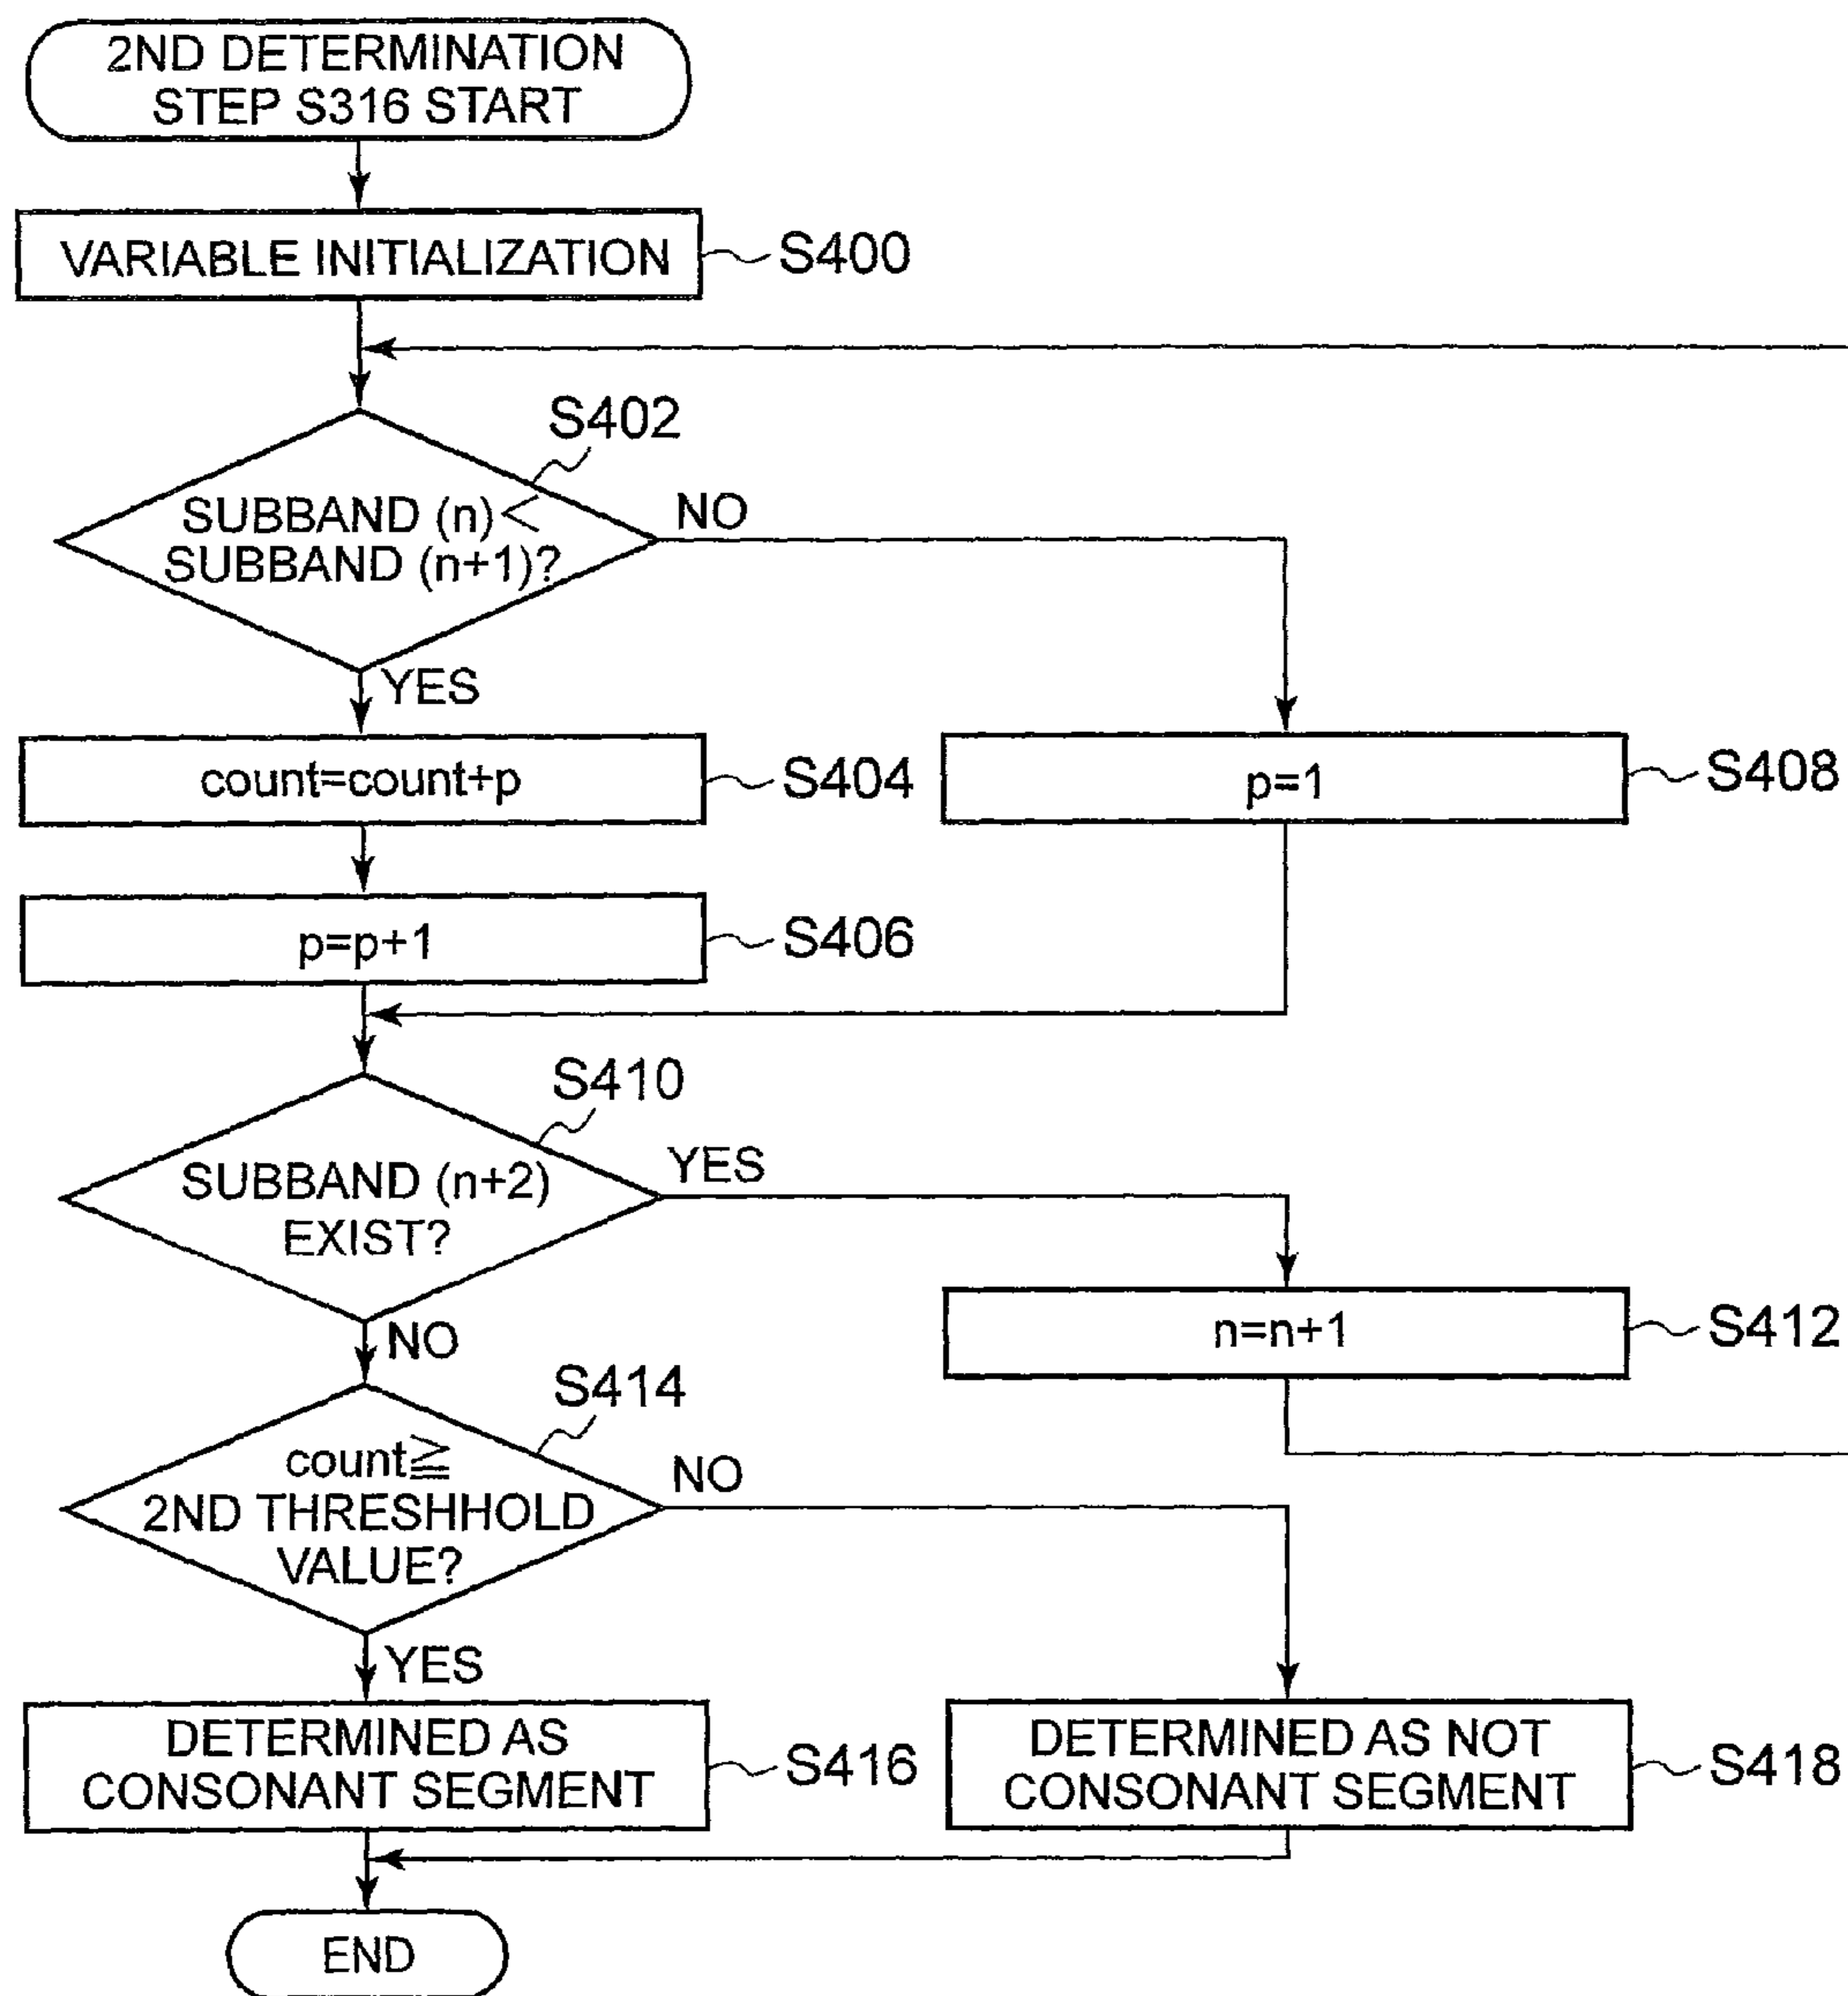 2ND DETERMINATION
STEP S316 START
VARIABLE INITIALIZATION
S400
S402
SUBBAND (n)<
SUBBAND (n+1)?
NO
YES
count=count+p
S404
p=1
S408
p=p+1
S406
S410
SUBBAND (n+2)
EXIST?
YES
NO
n=n+1
S412
S414
count≧
2ND THRESHHOLD
VALUE?
NO
YES
DETERMINED AS
CONSONANT SEGMENT
S416
DETERMINED AS NOT
CONSONANT SEGMENT
S418
END